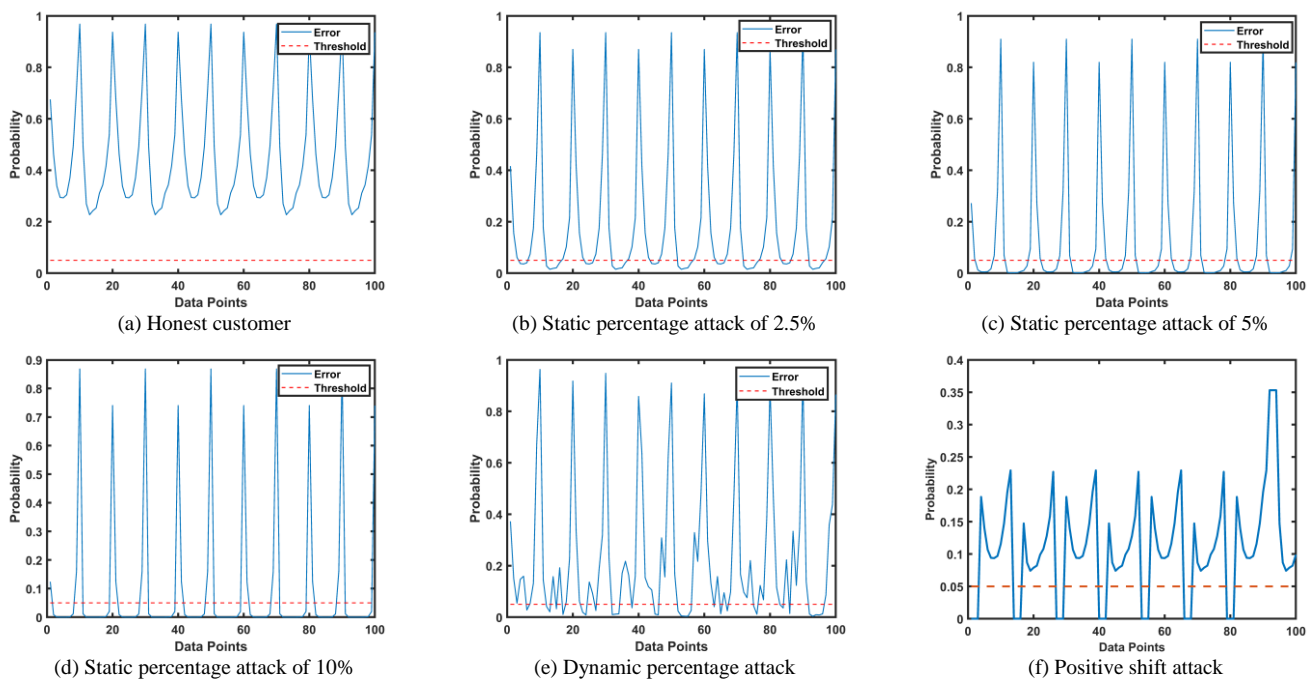 1
0.8
0.6
0.4
0.2
0
Probability
Error
Threshold
0 20 40 60 80 100
Data Points
(a) Honest customer
1
0.8
0.6
0.4
0.2
0
Probability
Error
Threshold
0 20 40 60 80 100
Data Points
(b) Static percentage attack of 2.5%
1
0.8
0.6
0.4
0.2
0
Probability
Error
Threshold
0 20 40 60 80 100
Data Points
(c) Static percentage attack of 5%
0.9
0.8
0.7
0.6
0.5
0.4
0.3
0.2
0.1
0
Probability
Error
Threshold
0 20 40 60 80 100
Data Points
(d) Static percentage attack of 10%
1
0.8
0.6
0.4
0.2
0
Probability
Error
Threshold
0 20 40 60 80 100
Data Points
(e) Dynamic percentage attack
0.4
0.35
0.3
0.25
0.2
0.15
0.1
0.05
0
Probability
0 20 40 60 80 100
Data Points
(f) Positive shift attack